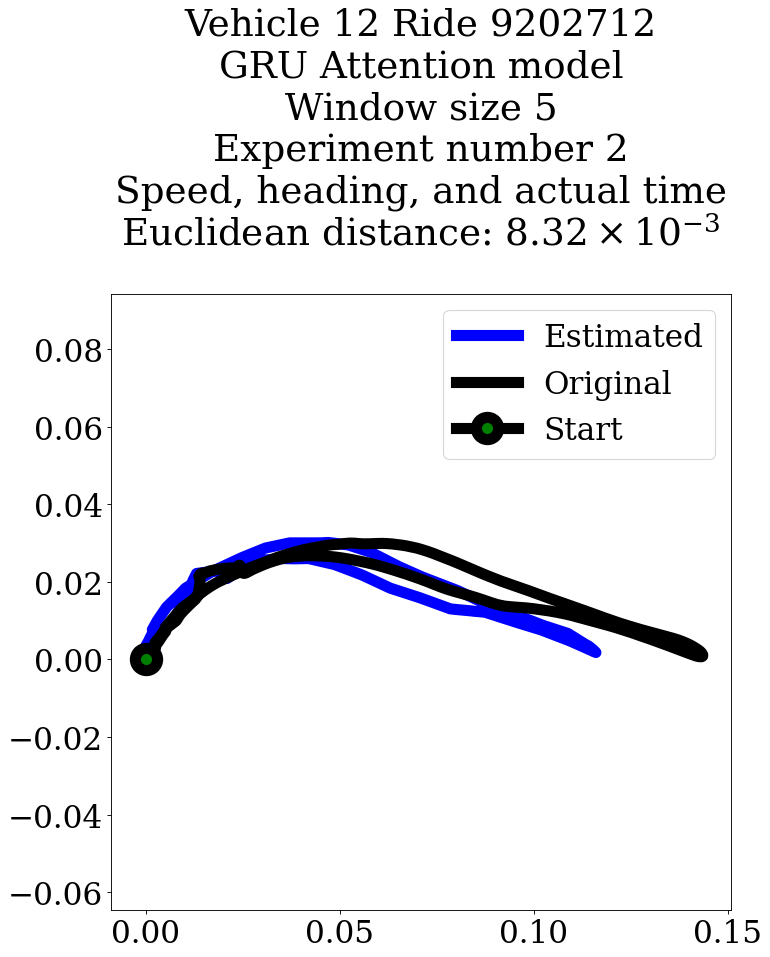 Vehicle 12 Ride 9202712
GRU Attention model
Window size 5
Experiment number 2
Speed, heading, and actual time
Euclidean distance: 8.32 × 10⁻³
Estimated
Original
Start
0.08
0.06
0.04
0.02
0.00
−0.02
−0.04
−0.06
0.00 0.05 0.10 0.15